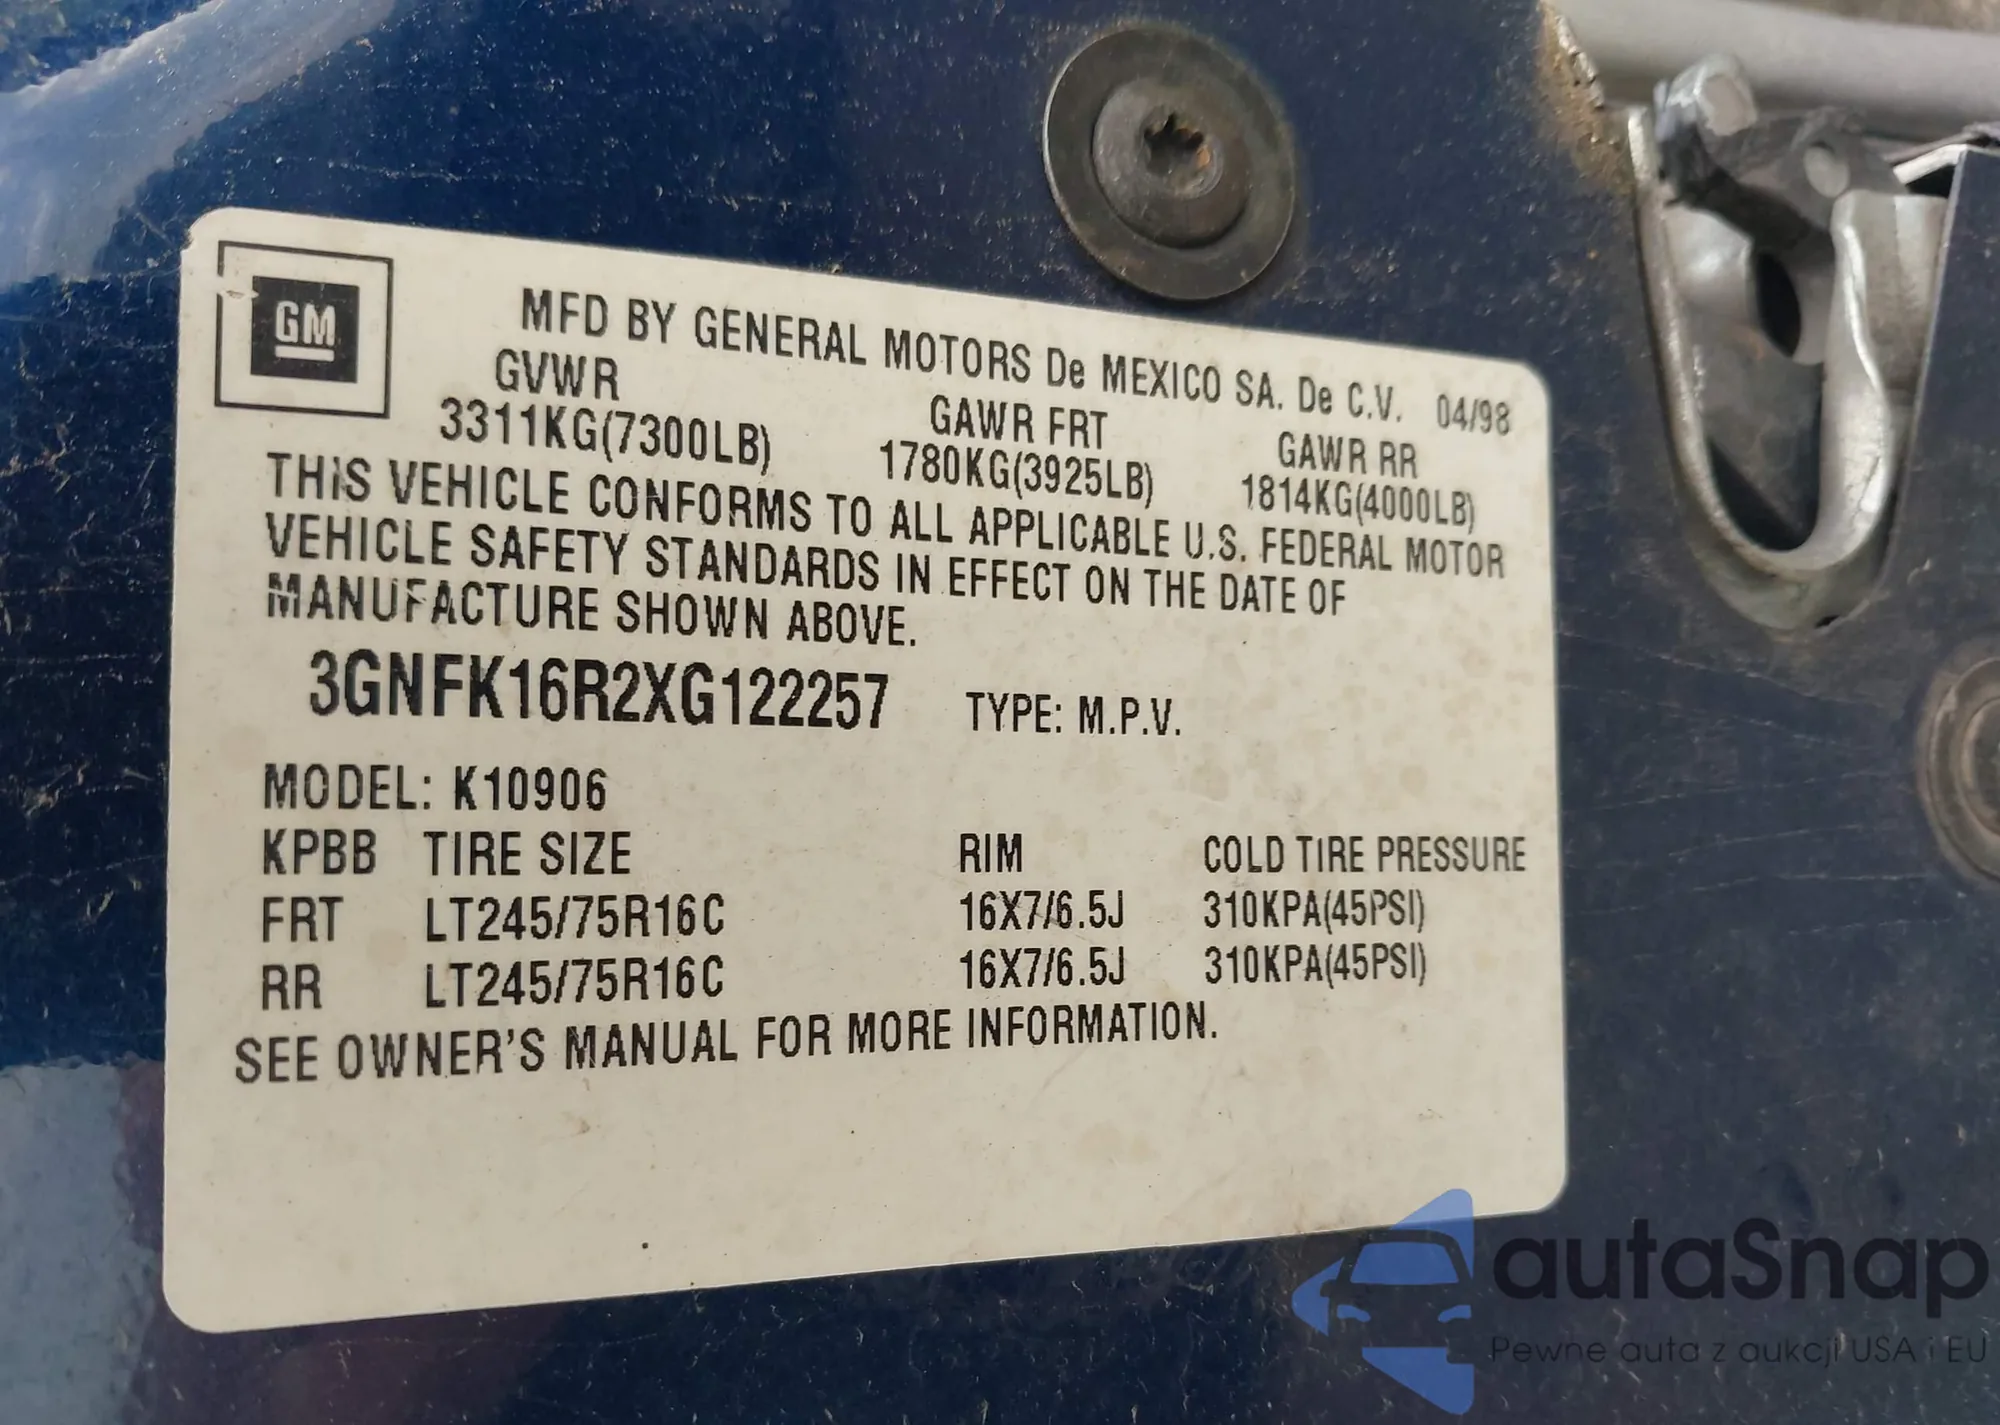 GM
MFD BY GENERAL MOTORS De MEXICO SA. De C.V. 04/98
GVWR GAWR FRT GAWR RR
3311KG(7300LB) 1780KG(3925LB) 1814KG(4000LB)
THIS VEHICLE CONFORMS TO ALL APPLICABLE U.S. FEDERAL MOTOR
VEHICLE SAFETY STANDARDS IN EFFECT ON THE DATE OF
MANUFACTURE SHOWN ABOVE.
3GNFK16R2XG122257 TYPE: M.P.V.
MODEL: K10906
KPBB TIRE SIZE RIM COLD TIRE PRESSURE
FRT LT245/75R16C 16X7/6.5J 310KPA(45PSI)
RR LT245/75R16C 16X7/6.5J 310KPA(45PSI)
SEE OWNER'S MANUAL FOR MORE INFORMATION.
autaSnap
Pewne auta z aukcji USA i EU